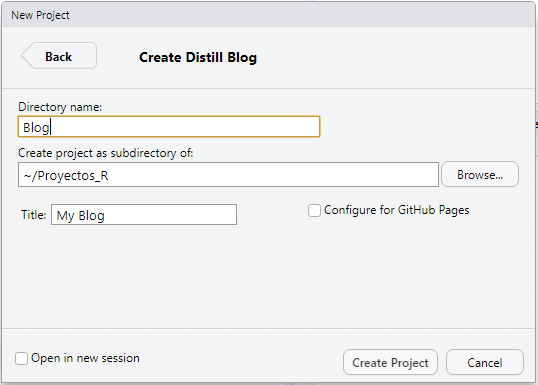 New Project
Back
Create Distill Blog
Directory name:
Blog
Create project as subdirectory of:
~/Proyectos_R
Browse...
Title:
My Blog
Configure for GitHub Pages
Open in new session
Create Project
Cancel